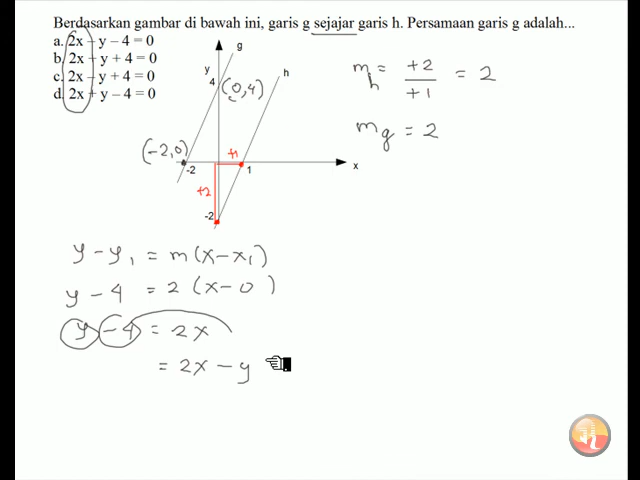 Berdasarkan gambar di bawah ini, garis g sejajar garis h. Persamaan garis g adalah...
a. 2x – y – 4 = 0
b. 2x + y + 4 = 0
c. 2x – y + 4 = 0
d. 2x + y – 4 = 0
g
y
h
4
(0,4)
(-2,0)
-2
+1
1
x
+2
-2
m h = +2 / +1 = 2
m g = 2
y - y₁ = m(x - x₁)
y - 4 = 2 (x - 0)
y - 4 = 2x
= 2x - y